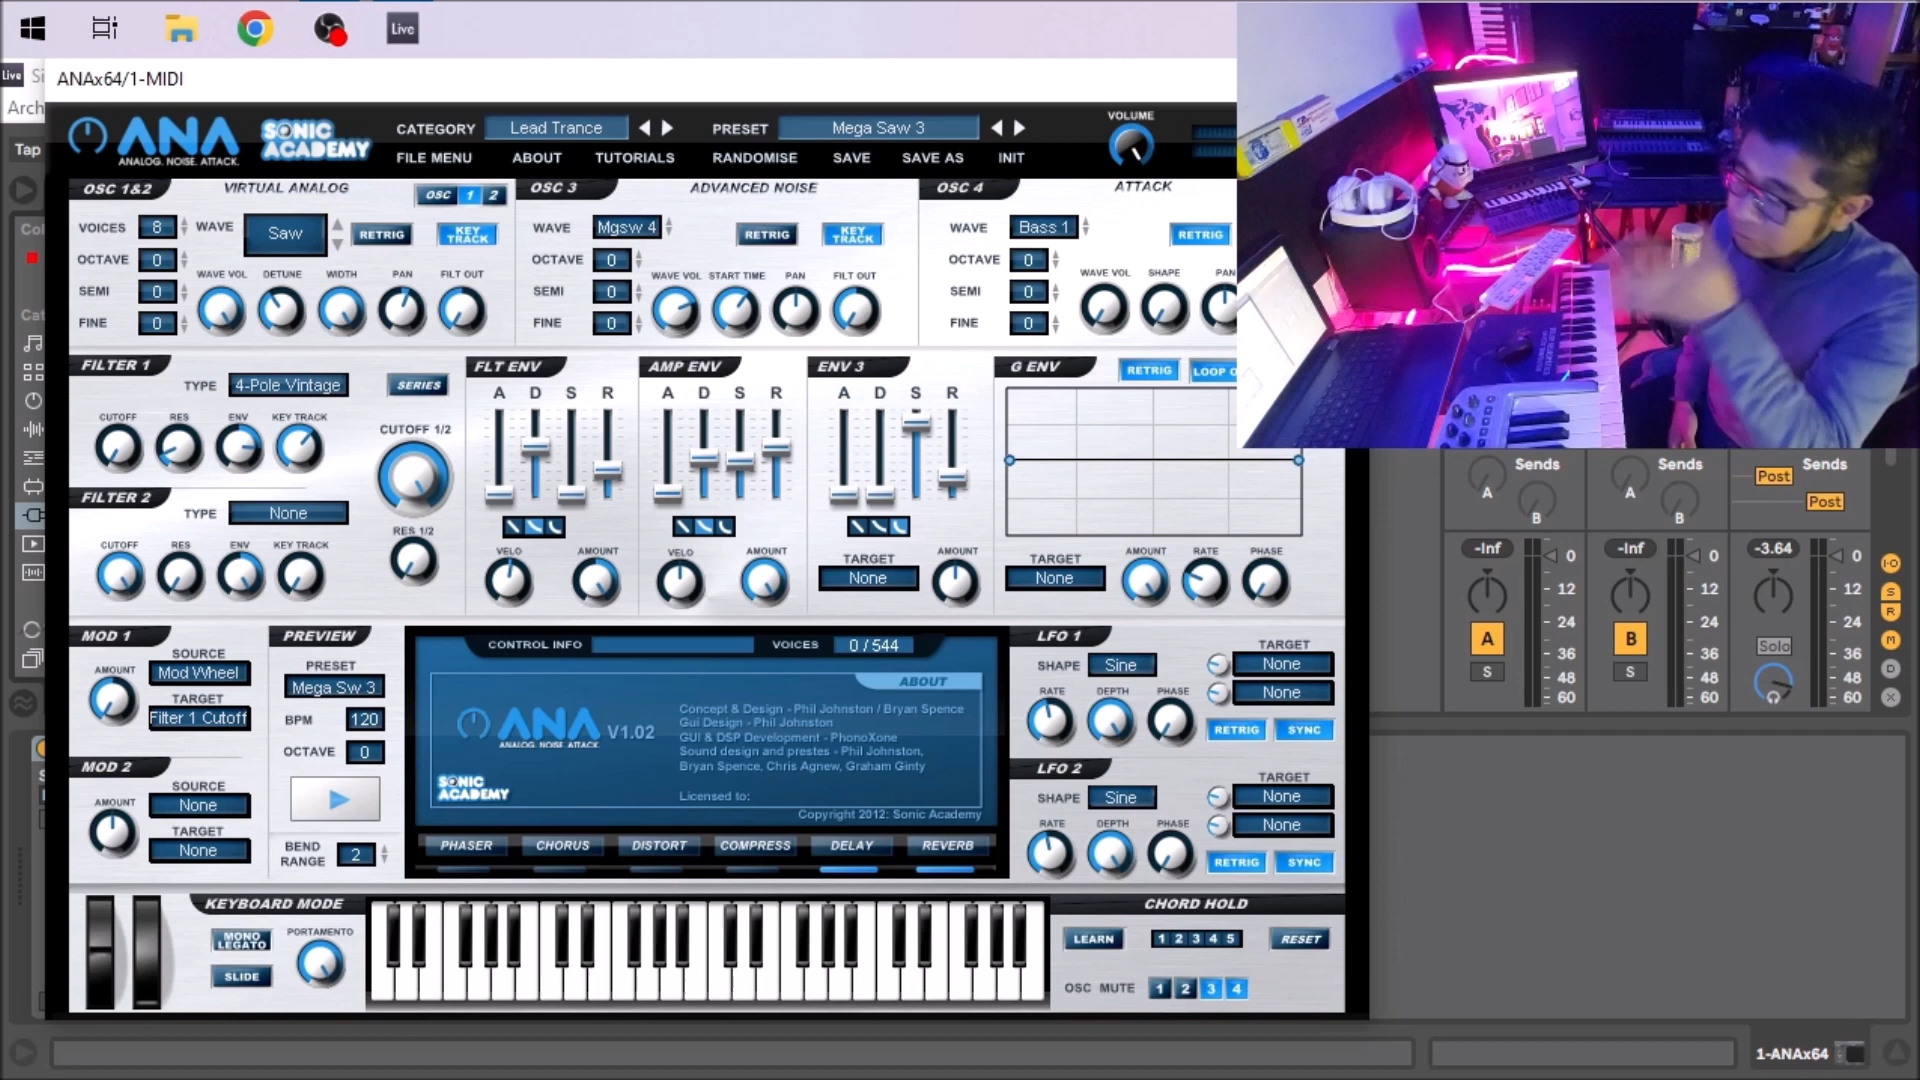 Live
Live
Si
ANAx64/1-MIDI
Arch
Tap
Col
Cat
ANA
ANALOG. NOISE. ATTACK.
SONIC ACADEMY
CATEGORY Lead Trance PRESET Mega Saw 3 VOLUME
FILE MENU ABOUT TUTORIALS RANDOMISE SAVE SAVE AS INIT
OSC 1&2 VIRTUAL ANALOG OSC 1 2
VOICES 8 WAVE Saw RETRIG KEY TRACK
OCTAVE 0
SEMI 0
FINE 0
WAVE VOL DETUNE WIDTH PAN FILT OUT
OSC 3 ADVANCED NOISE
WAVE Mgsw 4 RETRIG KEY TRACK
OCTAVE 0
SEMI 0
FINE 0
WAVE VOL START TIME PAN FILT OUT
OSC 4 ATTACK
WAVE Bass 1 RETRIG
OCTAVE 0
SEMI 0
FINE 0
WAVE VOL SHAPE PAN
FILTER 1
TYPE 4-Pole Vintage SERIES
CUTOFF RES ENV KEY TRACK
CUTOFF 1/2
FILTER 2
TYPE None
RES 1/2
CUTOFF RES ENV KEY TRACK
FLT ENV
A D S R
VELO AMOUNT
AMP ENV
A D S R
VELO AMOUNT
ENV 3
A D S R
TARGET AMOUNT
None
G ENV RETRIG LOOP O
TARGET AMOUNT RATE PHASE
None
Sends Sends Sends
A A Post
B B Post
-Inf -Inf -3.64
0 0 0
12 12 12
24 24 24
36 36 36
48 48 48
60 60 60
A B Solo
S S
I-O
S
R
M
D
X
MOD 1
SOURCE
AMOUNT Mod Wheel
TARGET
Filter 1 Cutoff
MOD 2
SOURCE
AMOUNT None
TARGET
None
PREVIEW
PRESET
Mega Sw 3
BPM 120
OCTAVE 0
BEND RANGE 2
CONTROL INFO VOICES 0 / 544
ABOUT
ANA V1.02
ANALOG. NOISE. ATTACK
SONIC ACADEMY
Concept & Design - Phil Johnston / Bryan Spence
Gui Design - Phil Johnston
GUI & DSP Development - PhonoXone
Sound design and prestes - Phil Johnston,
Bryan Spence, Chris Agnew, Graham Ginty
Licensed to:
Copyright 2012: Sonic Academy
PHASER CHORUS DISTORT COMPRESS DELAY REVERB
LFO 1
TARGET
SHAPE Sine None
None
RATE DEPTH PHASE
RETRIG SYNC
LFO 2
TARGET
SHAPE Sine None
None
RATE DEPTH PHASE
RETRIG SYNC
KEYBOARD MODE
MONO LEGATO PORTAMENTO
SLIDE
CHORD HOLD
LEARN 1 2 3 4 5 RESET
OSC MUTE 1 2 3 4
1-ANAx64